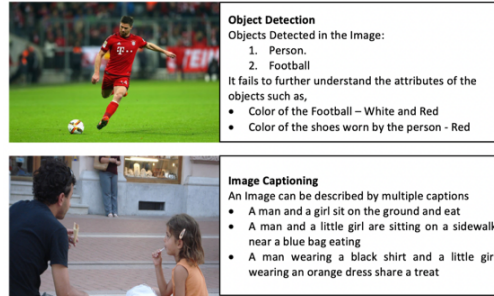 Object Detection
Objects Detected in the Image:
1. Person.
2. Football
It fails to further understand the attributes of the
objects such as,
• Color of the Football – White and Red
• Color of the shoes worn by the person - Red
Image Captioning
An Image can be described by multiple captions
• A man and a girl sit on the ground and eat
• A man and a little girl are sitting on a sidewalk
near a blue bag eating
• A man wearing a black shirt and a little girl
wearing an orange dress share a treat